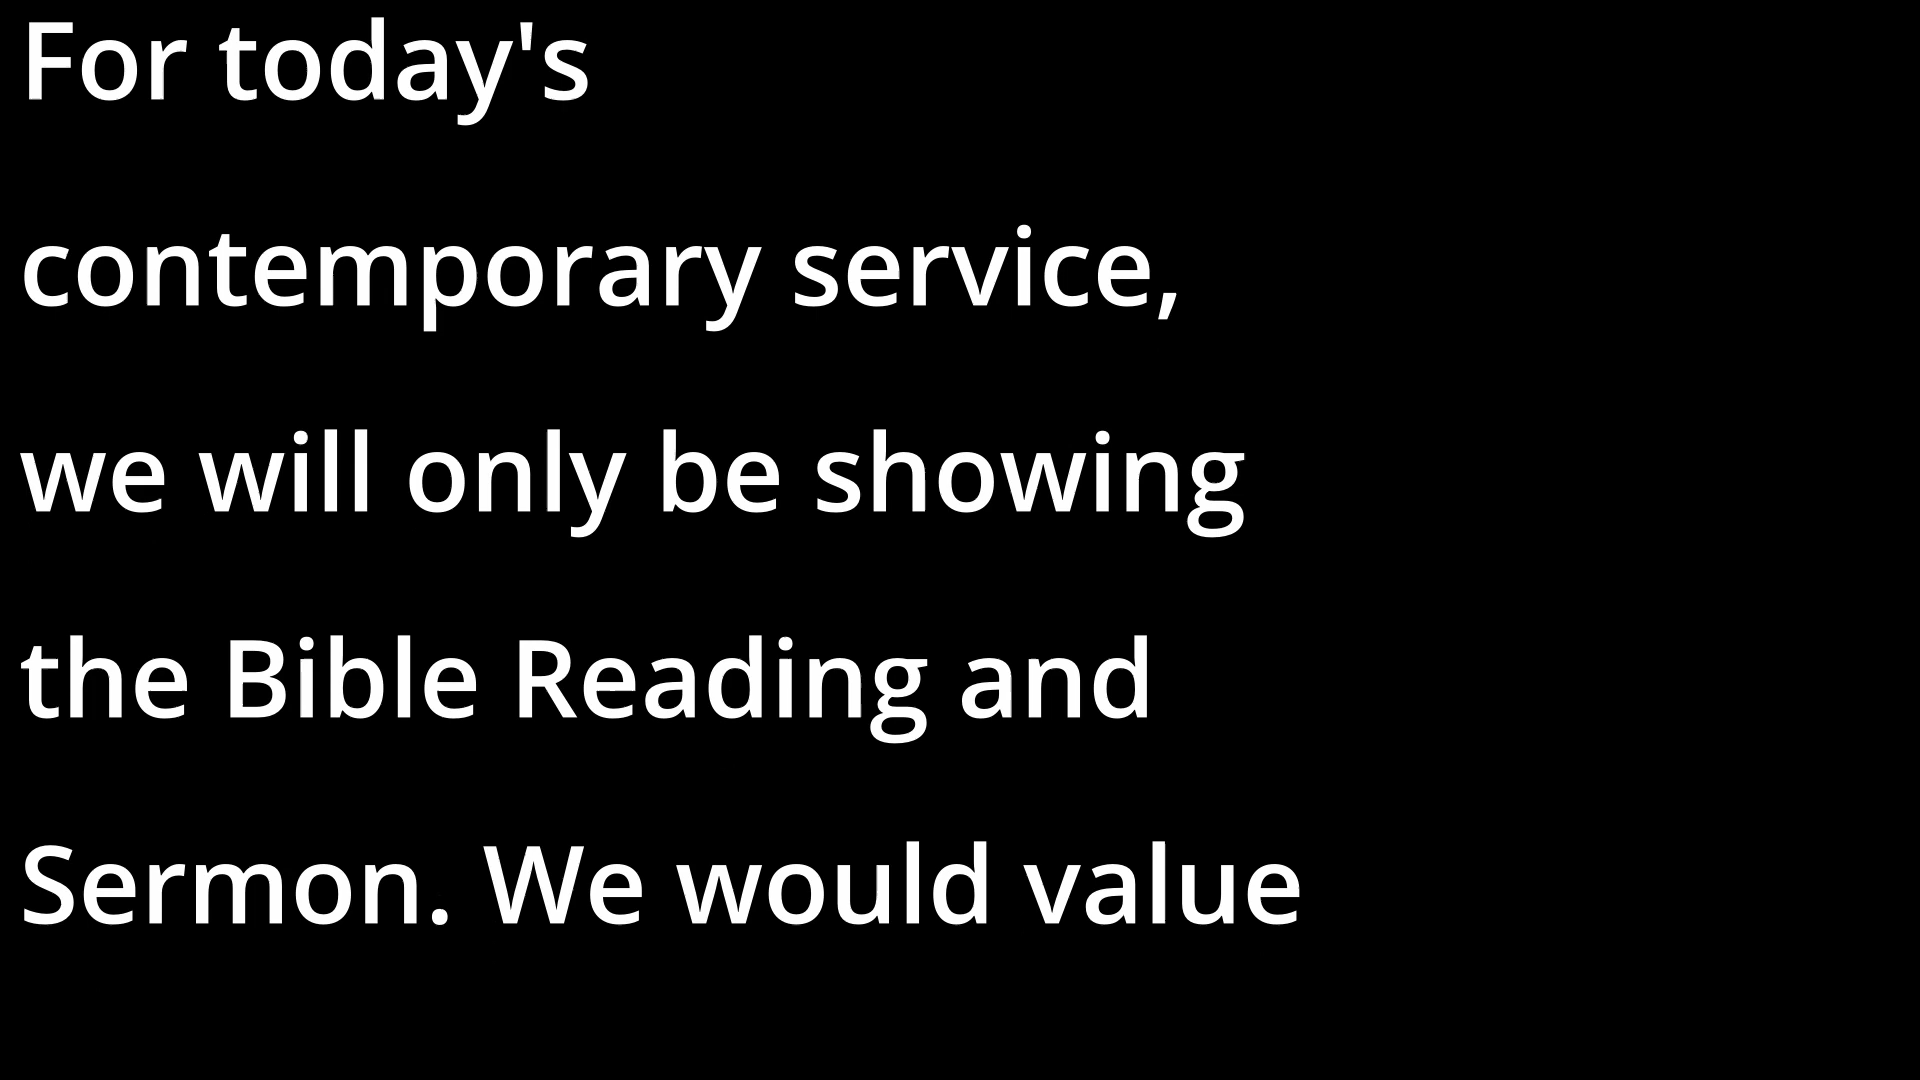 For today's
contemporary service,
we will only be showing
the Bible Reading and
Sermon. We would value